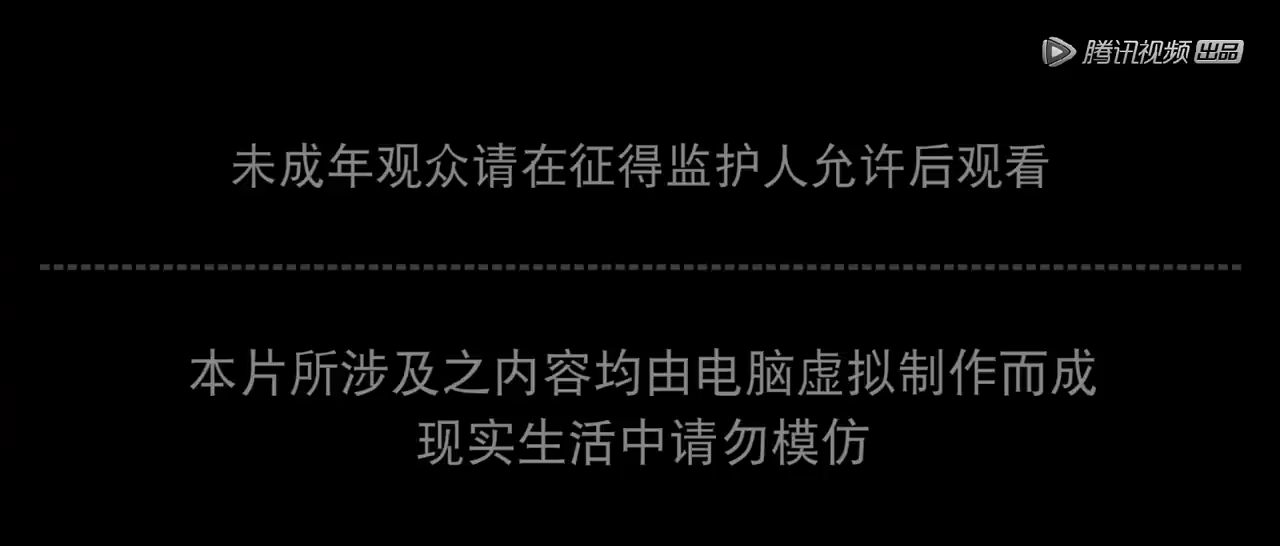 腾讯视频 出品
未成年观众请在征得监护人允许后观看
本片所涉及之内容均由电脑虚拟制作而成
现实生活中请勿模仿